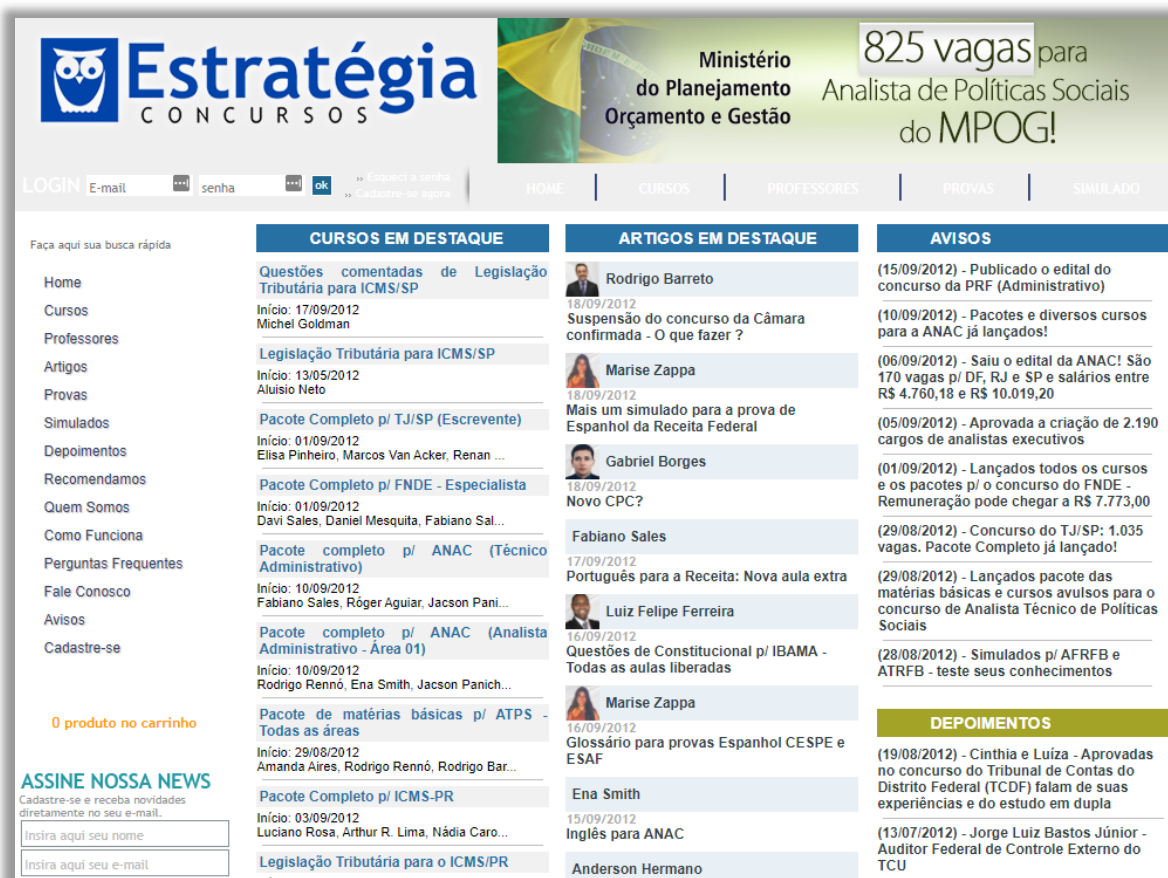 Estratégia
CONCURSOS
Ministério
do Planejamento
Orçamento e Gestão
825 vagas para
Analista de Políticas Sociais
do MPOG!
LOGIN E-mail senha ok
›› Esqueci a senha
›› Cadastre-se agora
HOME CURSOS PROFESSORES PROVAS SIMULADO
Faça aqui sua busca rápida
Home
Cursos
Professores
Artigos
Provas
Simulados
Depoimentos
Recomendamos
Quem Somos
Como Funciona
Perguntas Frequentes
Fale Conosco
Avisos
Cadastre-se
0 produto no carrinho
ASSINE NOSSA NEWS
Cadastre-se e receba novidades
diretamente no seu e-mail.
Insira aqui seu nome
Insira aqui seu e-mail
CURSOS EM DESTAQUE
Questões comentadas de Legislação
Tributária para ICMS/SP
Início: 17/09/2012
Michel Goldman
Legislação Tributária para ICMS/SP
Início: 13/05/2012
Aluisio Neto
Pacote Completo p/ TJ/SP (Escrevente)
Início: 01/09/2012
Elisa Pinheiro, Marcos Van Acker, Renan ...
Pacote Completo p/ FNDE - Especialista
Início: 01/09/2012
Davi Sales, Daniel Mesquita, Fabiano Sal...
Pacote completo p/ ANAC (Técnico
Administrativo)
Início: 10/09/2012
Fabiano Sales, Róger Aguiar, Jacson Pani...
Pacote completo p/ ANAC (Analista
Administrativo - Área 01)
Início: 10/09/2012
Rodrigo Rennó, Ena Smith, Jacson Panich...
Pacote de matérias básicas p/ ATPS -
Todas as áreas
Início: 29/08/2012
Amanda Aires, Rodrigo Rennó, Rodrigo Bar...
Pacote Completo p/ ICMS-PR
Início: 03/09/2012
Luciano Rosa, Arthur R. Lima, Nádia Caro...
Legislação Tributária para o ICMS/PR
ARTIGOS EM DESTAQUE
Rodrigo Barreto
18/09/2012
Suspensão do concurso da Câmara
confirmada - O que fazer ?
Marise Zappa
18/09/2012
Mais um simulado para a prova de
Espanhol da Receita Federal
Gabriel Borges
18/09/2012
Novo CPC?
Fabiano Sales
17/09/2012
Português para a Receita: Nova aula extra
Luiz Felipe Ferreira
16/09/2012
Questões de Constitucional p/ IBAMA -
Todas as aulas liberadas
Marise Zappa
16/09/2012
Glossário para provas Espanhol CESPE e
ESAF
Ena Smith
15/09/2012
Inglês para ANAC
Anderson Hermano
AVISOS
(15/09/2012) - Publicado o edital do
concurso da PRF (Administrativo)
(10/09/2012) - Pacotes e diversos cursos
para a ANAC já lançados!
(06/09/2012) - Saiu o edital da ANAC! São
170 vagas p/ DF, RJ e SP e salários entre
R$ 4.760,18 e R$ 10.019,20
(05/09/2012) - Aprovada a criação de 2.190
cargos de analistas executivos
(01/09/2012) - Lançados todos os cursos
e os pacotes p/ o concurso do FNDE -
Remuneração pode chegar a R$ 7.773,00
(29/08/2012) - Concurso do TJ/SP: 1.035
vagas. Pacote Completo já lançado!
(29/08/2012) - Lançados pacote das
matérias básicas e cursos avulsos para o
concurso de Analista Técnico de Políticas
Sociais
(28/08/2012) - Simulados p/ AFRFB e
ATRFB - teste seus conhecimentos
DEPOIMENTOS
(19/08/2012) - Cinthia e Luíza - Aprovadas
no concurso do Tribunal de Contas do
Distrito Federal (TCDF) falam de suas
experiências e do estudo em dupla
(13/07/2012) - Jorge Luiz Bastos Júnior -
Auditor Federal de Controle Externo do
TCU